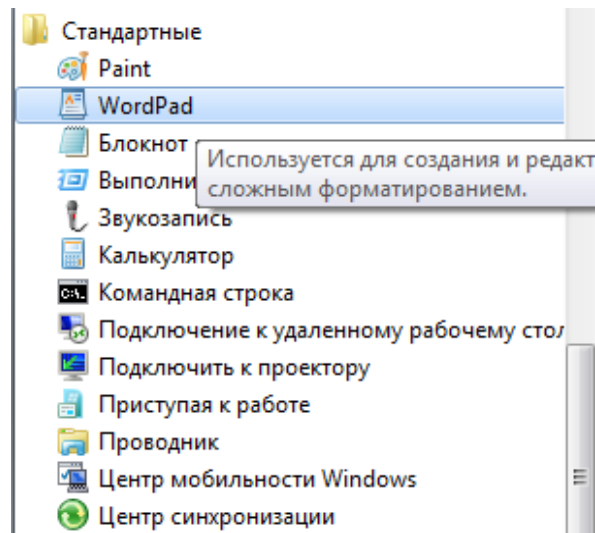 Стандартные
Paint
WordPad
Блокнот
Используется для создания и редакт
сложным форматированием.
Выполни
Звукозапись
Калькулятор
C:\.
Командная строка
Подключение к удаленному рабочему стол
Подключить к проектору
Приступая к работе
Проводник
Центр мобильности Windows
Центр синхронизации